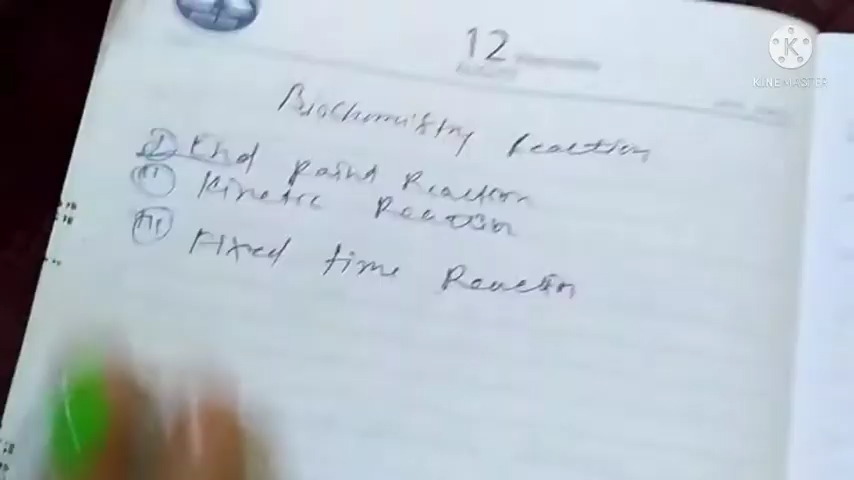 12
Biochemistry Reaction
(I) End Point Reaction
(II) Kinetic Reaction
(III) Fixed time Reaction
KINEMASTER